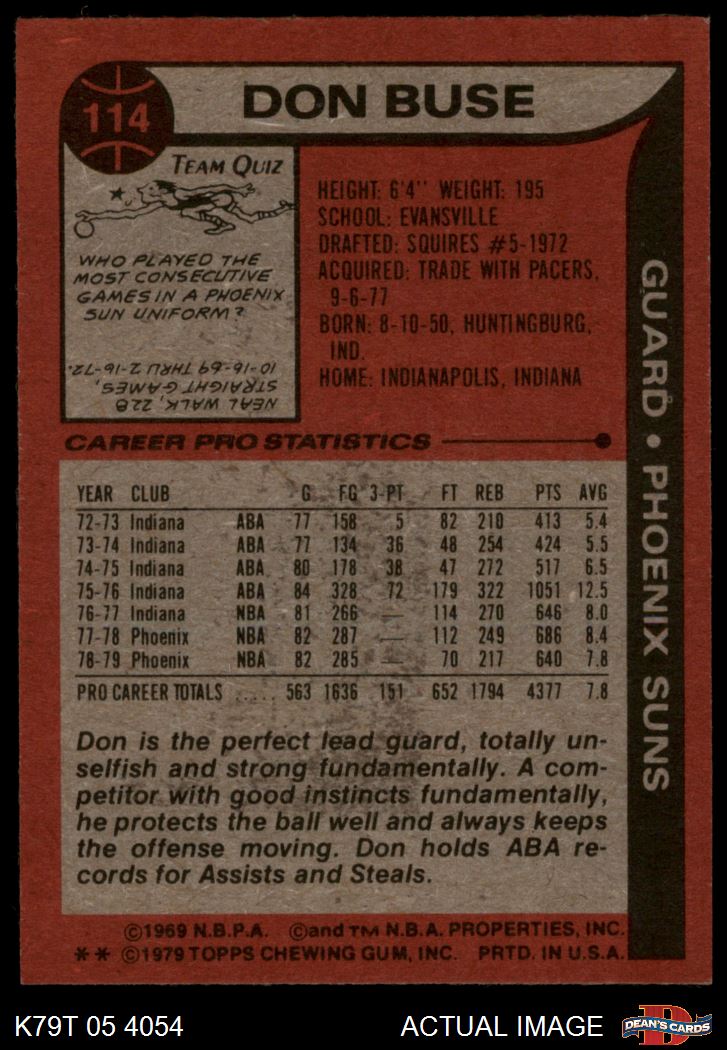 114
DON BUSE
TEAM QUIZ
WHO PLAYED THE
MOST CONSECUTIVE
GAMES IN A PHOENIX
SUN UNIFORM?
NEAL WALK, 228
STRAIGHT GAMES,
10-16-69 THRU 2-16-72.
HEIGHT: 6'4" WEIGHT: 195
SCHOOL: EVANSVILLE
DRAFTED: SQUIRES #5-1972
ACQUIRED: TRADE WITH PACERS,
9-6-77
BORN: 8-10-50, HUNTINGBURG,
IND.
HOME: INDIANAPOLIS, INDIANA
GUARD • PHOENIX SUNS
CAREER PRO STATISTICS
YEAR CLUB G FG 3-PT FT REB PTS AVG
72-73 Indiana ABA 77 158 5 82 210 413 5.4
73-74 Indiana ABA 77 134 36 48 254 424 5.5
74-75 Indiana ABA 80 178 38 47 272 517 6.5
75-76 Indiana ABA 84 328 72 179 322 1051 12.5
76-77 Indiana NBA 81 266 — 114 270 646 8.0
77-78 Phoenix NBA 82 287 — 112 249 686 8.4
78-79 Phoenix NBA 82 285 — 70 217 640 7.8
PRO CAREER TOTALS ..... 563 1636 151 652 1794 4377 7.8
Don is the perfect lead guard, totally un-
selfish and strong fundamentally. A com-
petitor with good instincts fundamentally,
he protects the ball well and always keeps
the offense moving. Don holds ABA re-
cords for Assists and Steals.
©1969 N.B.P.A. ©and TM N.B.A. PROPERTIES, INC.
** ©1979 TOPPS CHEWING GUM, INC. PRTD. IN U.S.A.
K79T 05 4054
ACTUAL IMAGE
D
DEAN'S CARDS